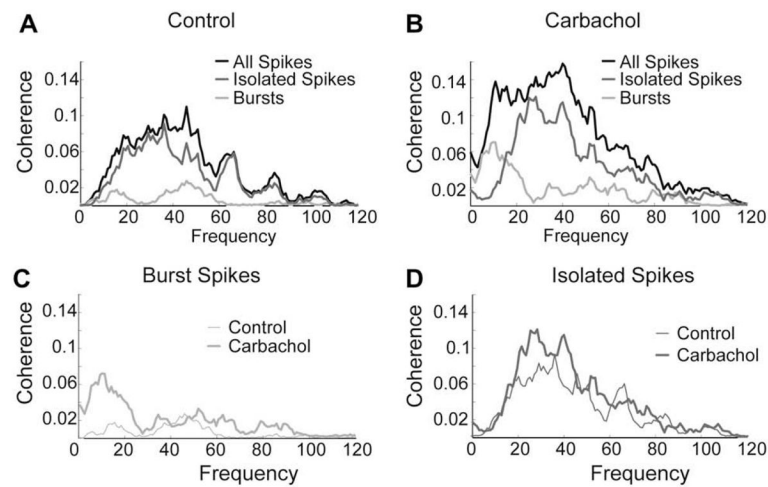 A
Control
All Spikes
Isolated Spikes
Bursts
Coherence
0.14
0.1
0.06
0.02
0 20 40 60 80 100 120
Frequency
B
Carbachol
All Spikes
Isolated Spikes
Bursts
Coherence
0.14
0.1
0.06
0.02
0 20 40 60 80 100 120
Frequency
C
Burst Spikes
Control
Carbachol
Coherence
0.14
0.1
0.06
0.02
0 20 40 60 80 100 120
Frequency
D
Isolated Spikes
Control
Carbachol
Coherence
0.14
0.1
0.06
0.02
0 20 40 60 80 100 120
Frequency